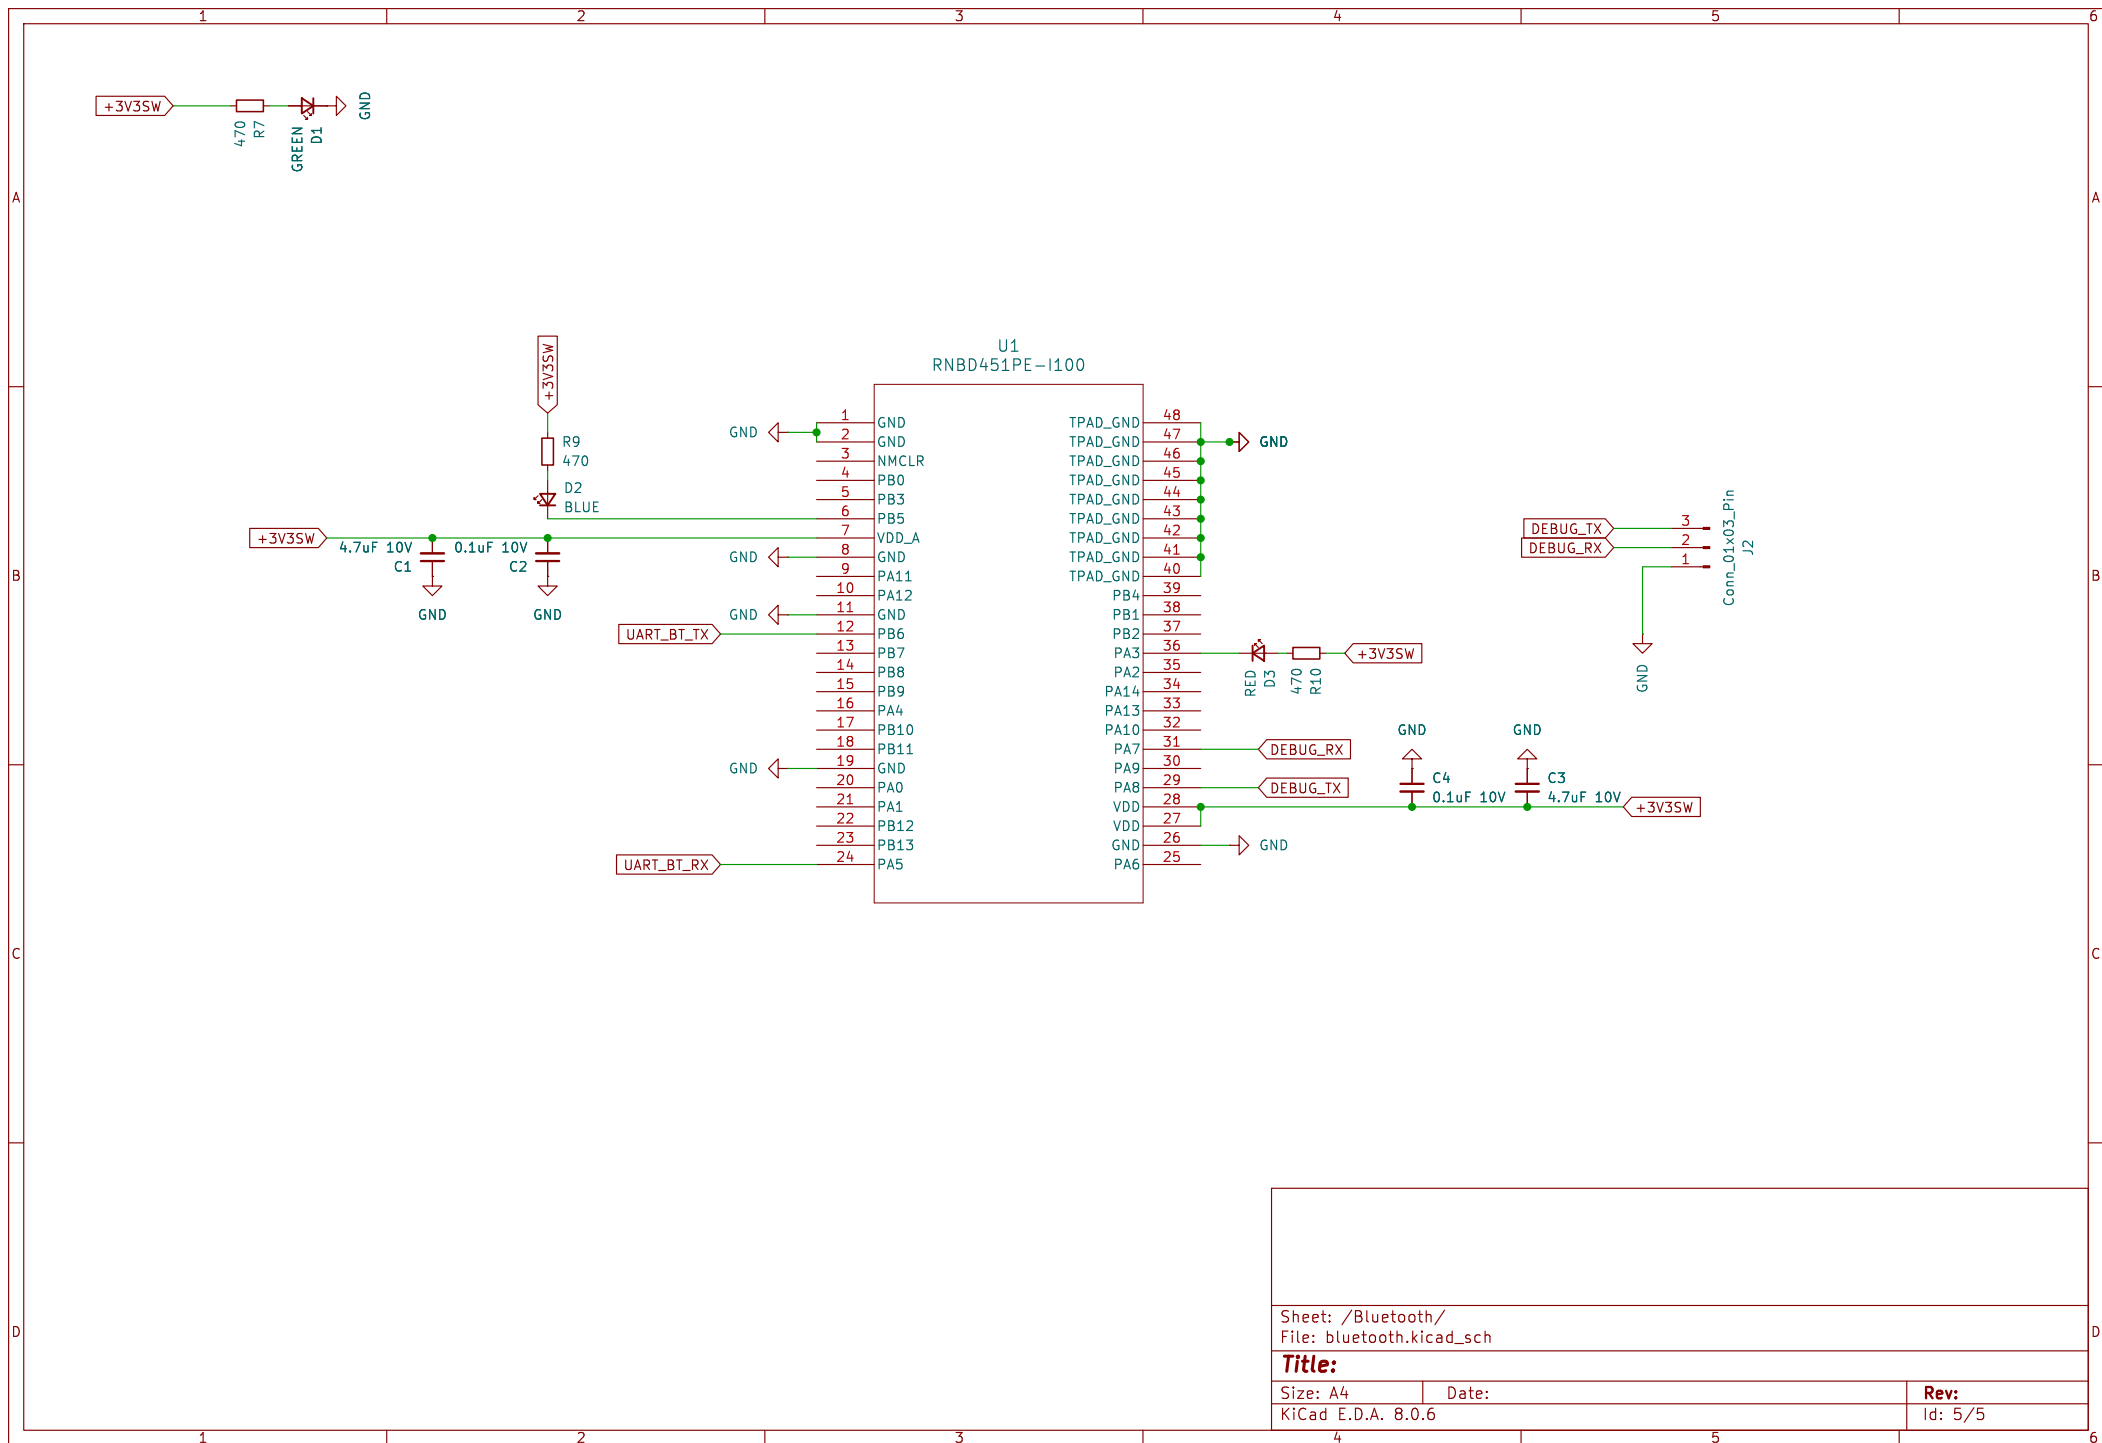 1 2 3 4 5 6
+3V3SW
470
R7
GREEN
D1
GND
A A
+3V3SW
R9
470
D2
BLUE
+3V3SW
4.7uF 10V
C1
GND
0.1uF 10V
C2
GND
U1
RNBD451PE-I100
GND
GND
GND
UART_BT_TX
GND
UART_BT_RX
1 GND
2 GND
3 NMCLR
4 PB0
5 PB3
6 PB5
7 VDD_A
8 GND
9 PA11
10 PA12
11 GND
12 PB6
13 PB7
14 PB8
15 PB9
16 PA4
17 PB10
18 PB11
19 GND
20 PA0
21 PA1
22 PB12
23 PB13
24 PA5
TPAD_GND 48
TPAD_GND 47
TPAD_GND 46
TPAD_GND 45
TPAD_GND 44
TPAD_GND 43
TPAD_GND 42
TPAD_GND 41
TPAD_GND 40
PB4 39
PB1 38
PB2 37
PA3 36
PA2 35
PA14 34
PA13 33
PA10 32
PA7 31
PA9 30
PA8 29
VDD 28
VDD 27
GND 26
PA6 25
GND
RED
D3
470
R10
+3V3SW
DEBUG_RX
DEBUG_TX
GND
C4
0.1uF 10V
GND
C3
4.7uF 10V
+3V3SW
GND
DEBUG_TX 3
DEBUG_RX 2
1
Conn_01x03_Pin
J2
GND
B B
C C
D D
Sheet: /Bluetooth/
File: bluetooth.kicad_sch
Title:
Size: A4 Date: Rev:
KiCad E.D.A. 8.0.6 Id: 5/5
1 2 3 4 5 6